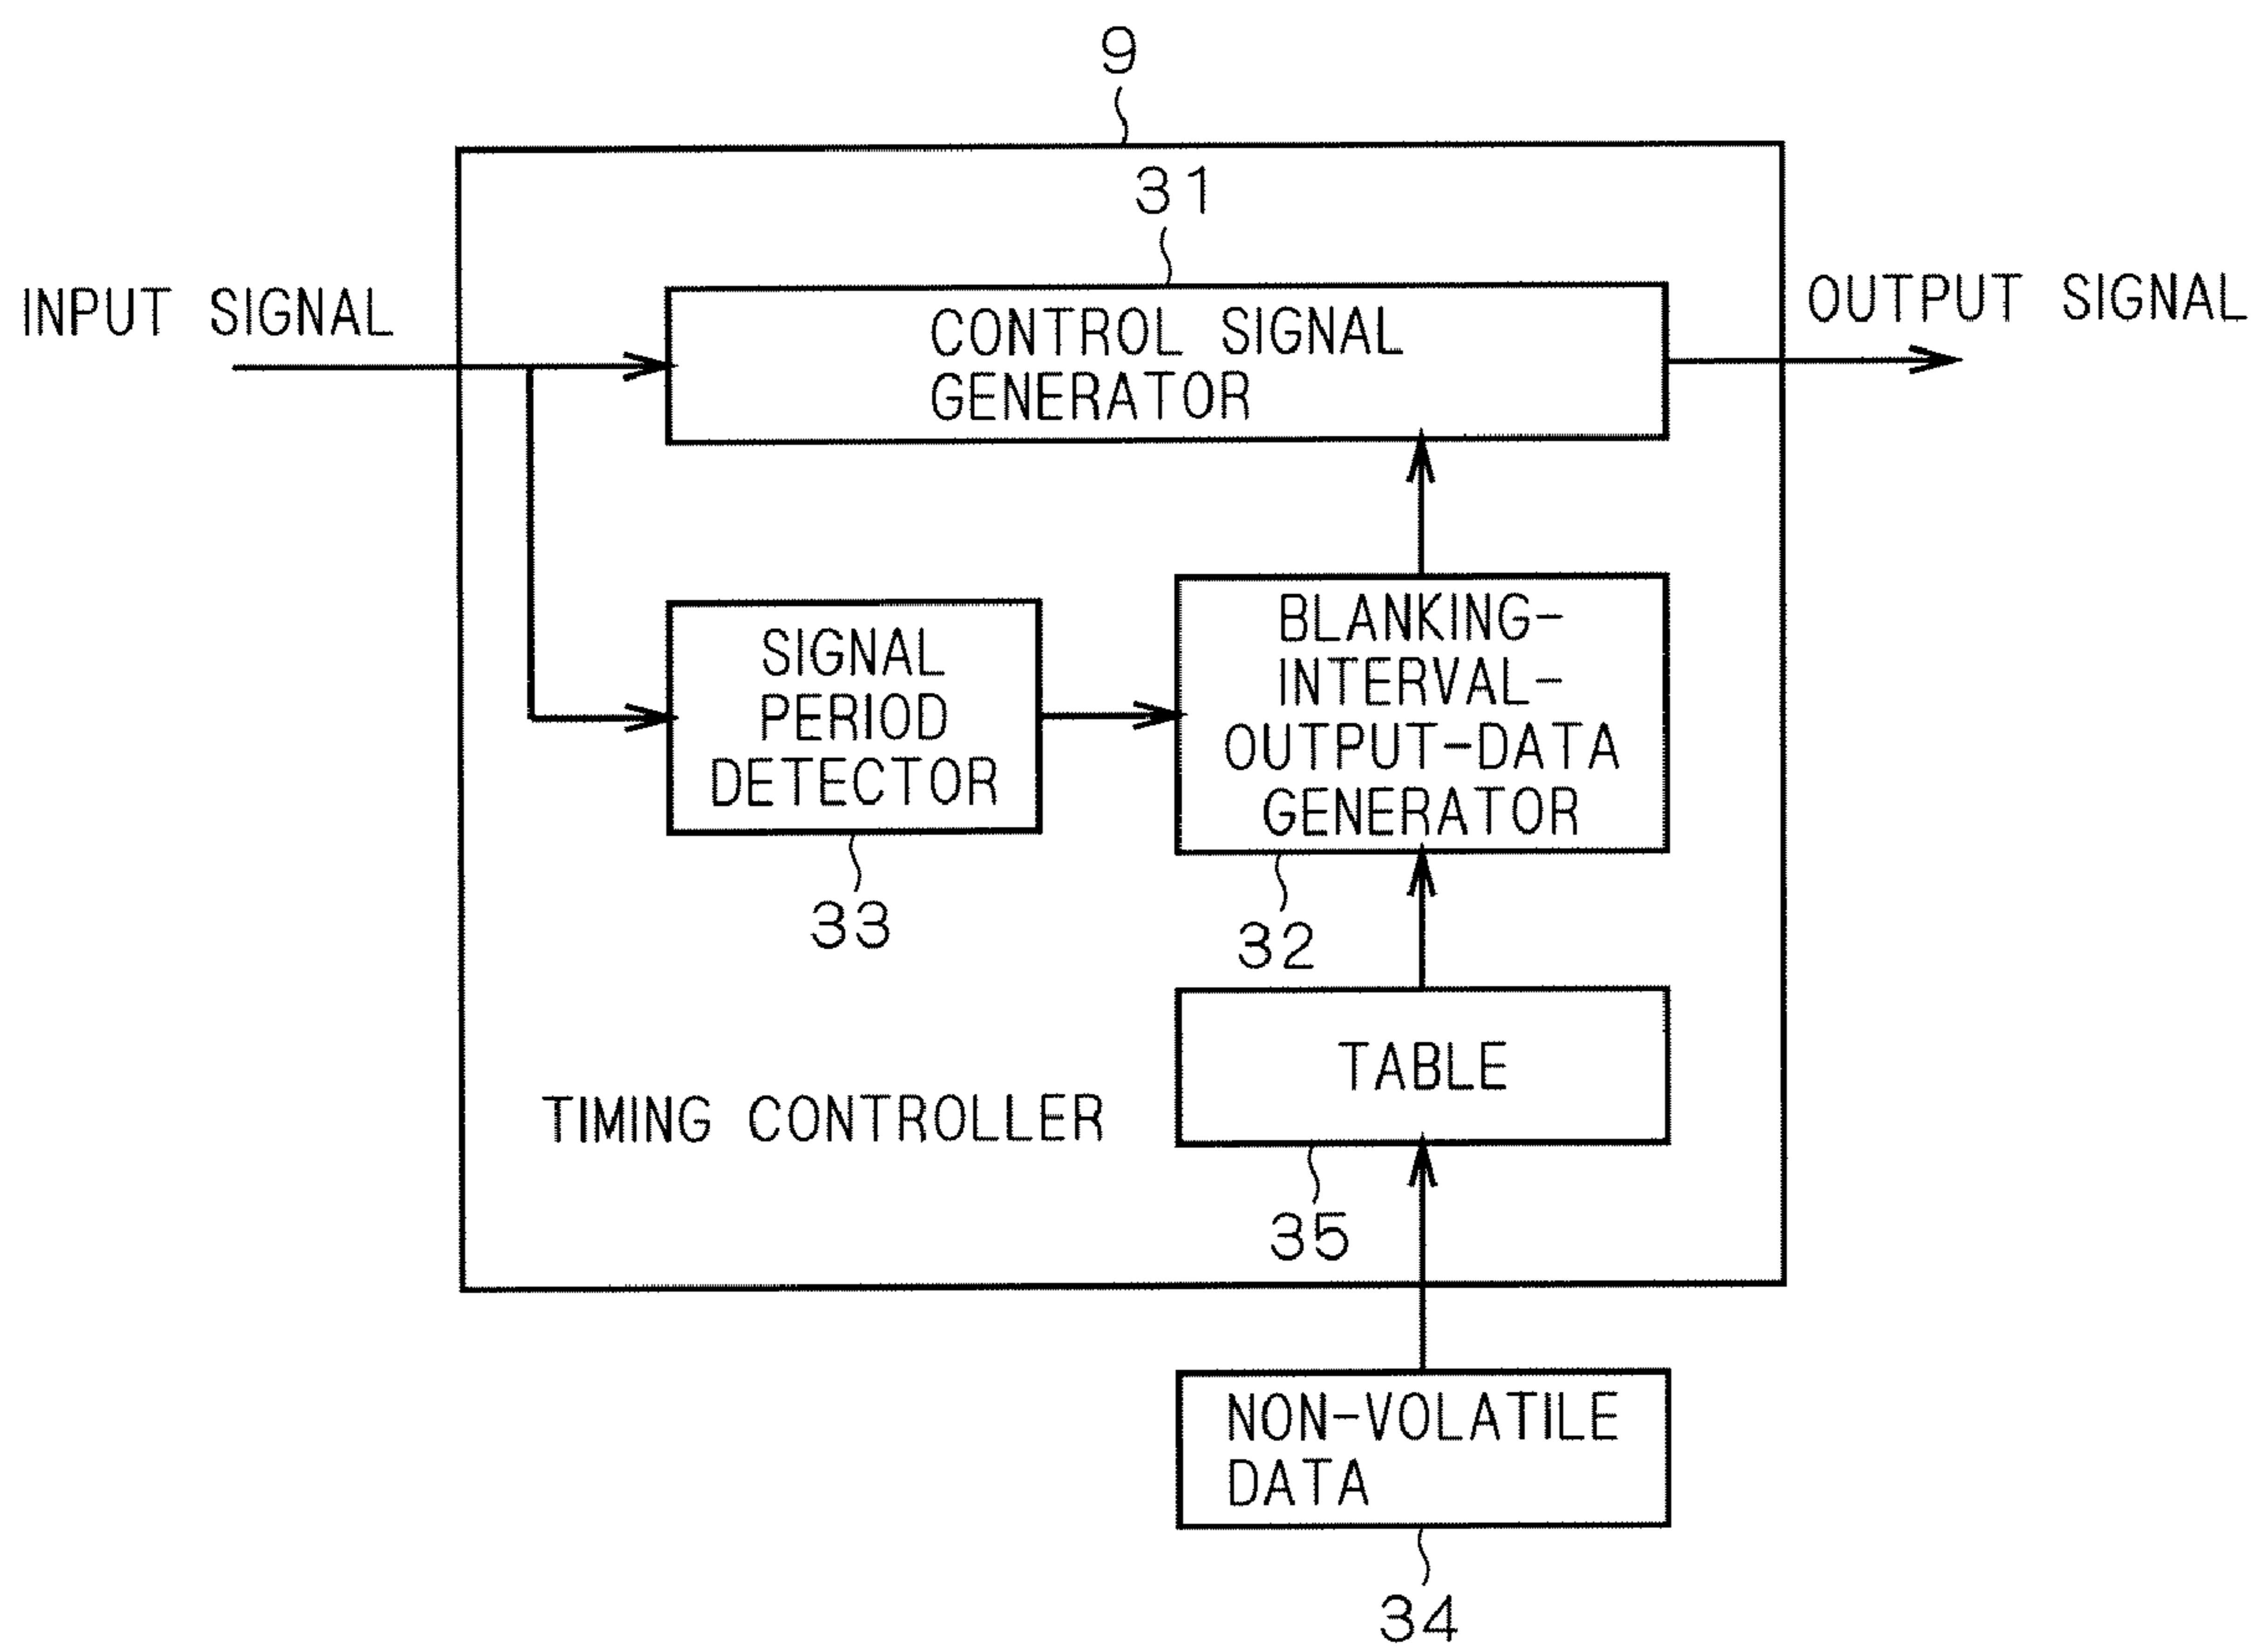 9
31
INPUT SIGNAL
OUTPUT SIGNAL
CONTROL SIGNAL
GENERATOR
SIGNAL
PERIOD
DETECTOR
33
BLANKING-
INTERVAL-
OUTPUT-DATA
GENERATOR
32
TABLE
TIMING CONTROLLER
35
NON-VOLATILE
DATA
34